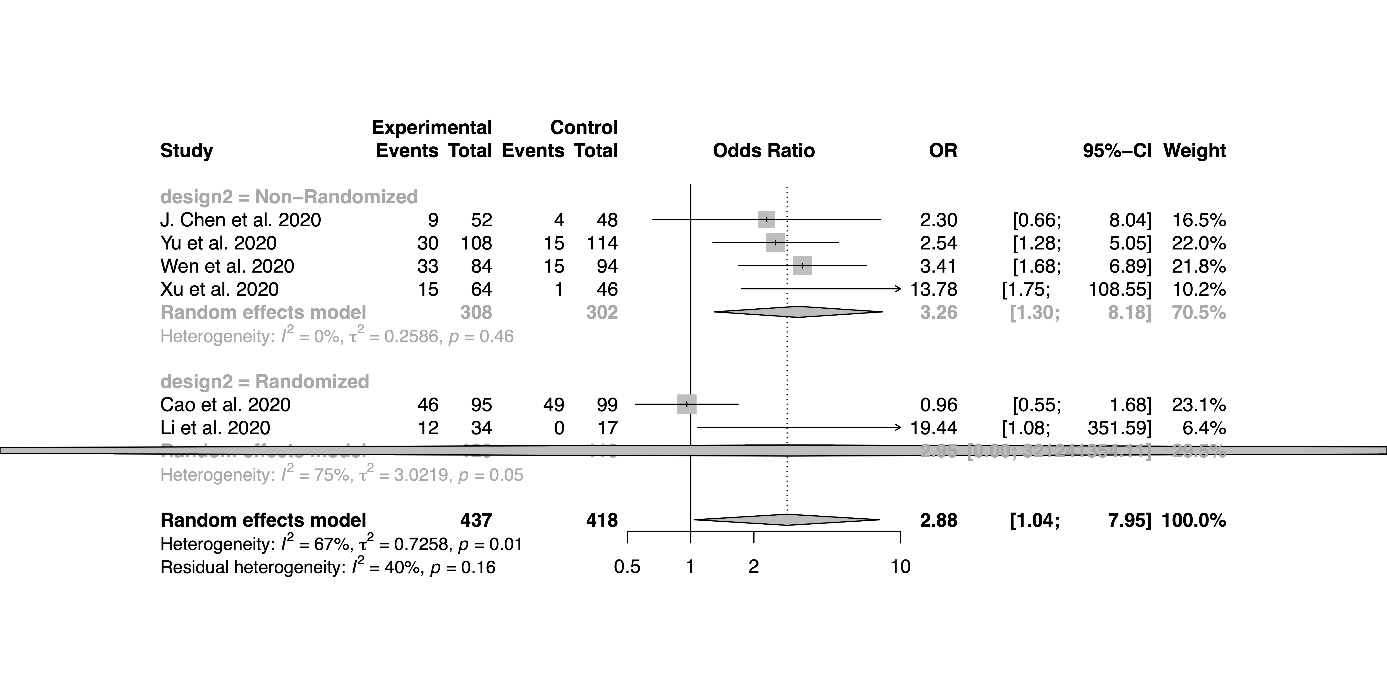 Experimental Control
Study Events Total Events Total Odds Ratio OR 95%−CI Weight
design2 = Non−Randomized
J. Chen et al. 2020 9 52 4 48 2.30 [0.66; 8.04] 16.5%
Yu et al. 2020 30 108 15 114 2.54 [1.28; 5.05] 22.0%
Wen et al. 2020 33 84 15 94 3.41 [1.68; 6.89] 21.8%
Xu et al. 2020 15 64 1 46 13.78 [1.75; 108.55] 10.2%
Random effects model 308 302 3.26 [1.30; 8.18] 70.5%
Heterogeneity: I² = 0%, τ² = 0.2586, p = 0.46
design2 = Randomized
Cao et al. 2020 46 95 49 99 0.96 [0.55; 1.68] 23.1%
Li et al. 2020 12 34 0 17 19.44 [1.08; 351.59] 6.4%
Random effects model 2.95 29.5%
Heterogeneity: I² = 75%, τ² = 3.0219, p = 0.05
Random effects model 437 418 2.88 [1.04; 7.95] 100.0%
Heterogeneity: I² = 67%, τ² = 0.7258, p = 0.01
Residual heterogeneity: I² = 40%, p = 0.16 0.5 1 2 10